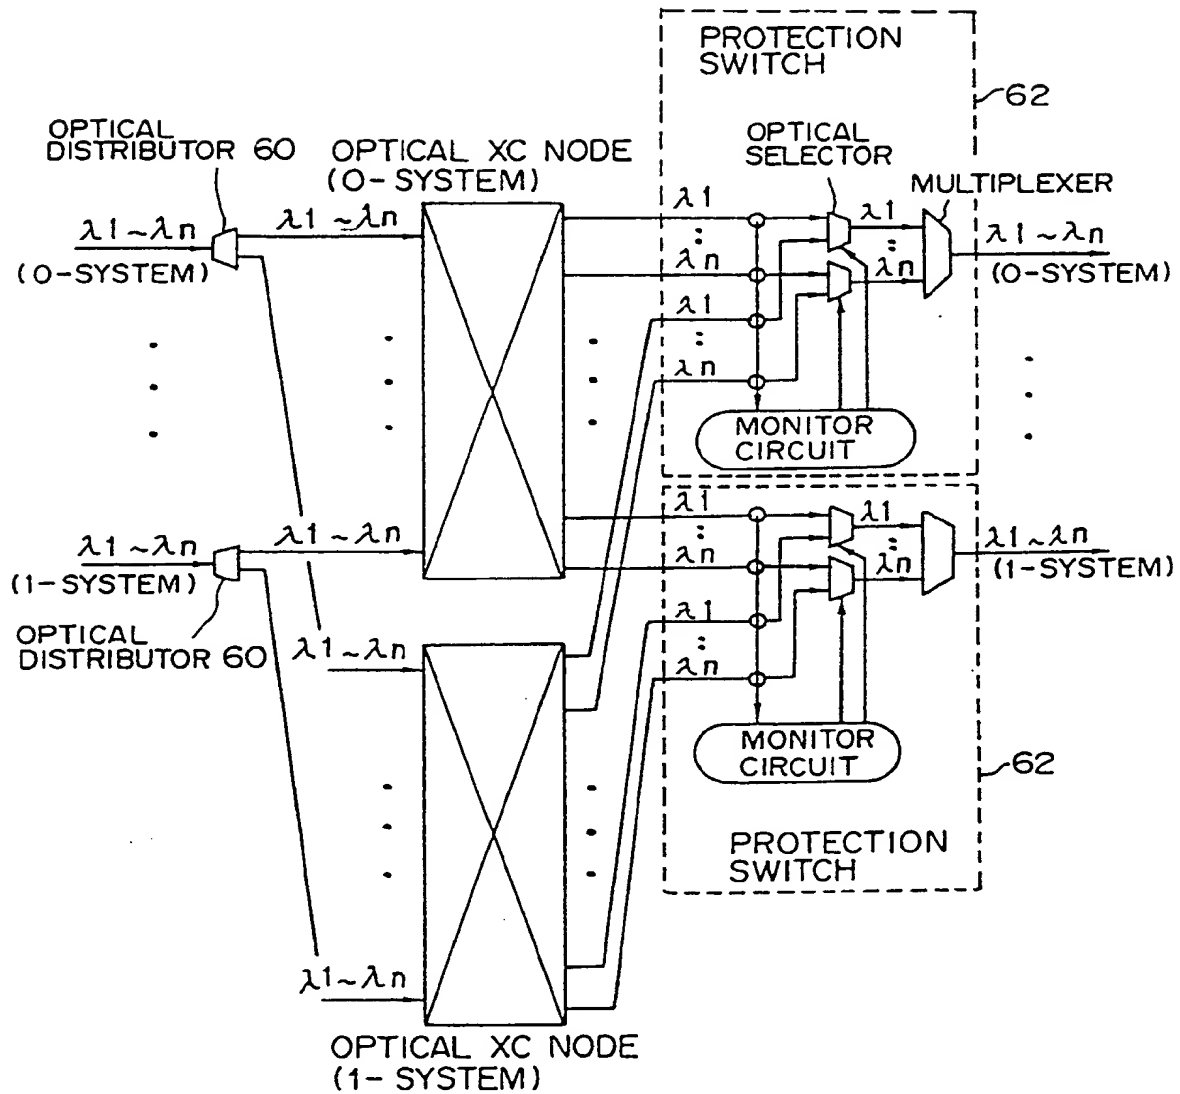 PROTECTION
SWITCH
62
OPTICAL
DISTRIBUTOR 60
OPTICAL XC NODE
(0-SYSTEM)
OPTICAL
SELECTOR
MULTIPLEXER
λ1~λn
(0-SYSTEM)
λ1~λn
λ1
λn
λ1
λn
λ1
λn
λ1~λn
(0-SYSTEM)
MONITOR
CIRCUIT
λ1~λn
(1-SYSTEM)
λ1~λn
λ1
λn
λ1
λn
λ1
λn
λ1~λn
(1-SYSTEM)
OPTICAL
DISTRIBUTOR 60
λ1~λn
MONITOR
CIRCUIT
62
PROTECTION
SWITCH
λ1~λn
OPTICAL XC NODE
(1-SYSTEM)